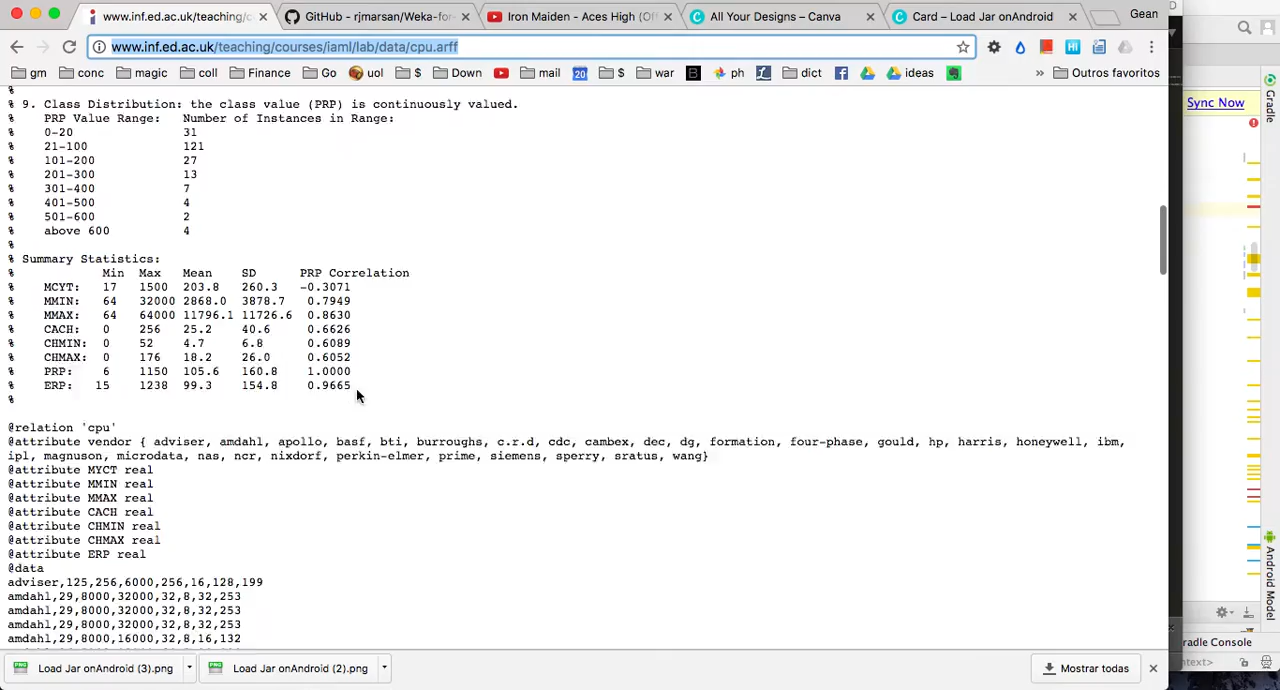 www.inf.ed.ac.uk/teaching/c
GitHub - rjmarsan/Weka-for-
Iron Maiden - Aces High (Of
All Your Designs – Canva
Card – Load Jar onAndroid
Gean
www.inf.ed.ac.uk/teaching/courses/iaml/lab/data/cpu.arff
gm conc magic coll Finance Go uol $ Down mail 20 $ war B ph dict ideas » Outros favoritos
%
% 9. Class Distribution: the class value (PRP) is continuously valued.
% PRP Value Range: Number of Instances in Range:
% 0-20 31
% 21-100 121
% 101-200 27
% 201-300 13
% 301-400 7
% 401-500 4
% 501-600 2
% above 600 4
%
% Summary Statistics:
% Min Max Mean SD PRP Correlation
% MCYT: 17 1500 203.8 260.3 -0.3071
% MMIN: 64 32000 2868.0 3878.7 0.7949
% MMAX: 64 64000 11796.1 11726.6 0.8630
% CACH: 0 256 25.2 40.6 0.6626
% CHMIN: 0 52 4.7 6.8 0.6089
% CHMAX: 0 176 18.2 26.0 0.6052
% PRP: 6 1150 105.6 160.8 1.0000
% ERP: 15 1238 99.3 154.8 0.9665
%
@relation 'cpu'
@attribute vendor { adviser, amdahl, apollo, basf, bti, burroughs, c.r.d, cdc, cambex, dec, dg, formation, four-phase, gould, hp, harris, honeywell, ibm,
ipl, magnuson, microdata, nas, ncr, nixdorf, perkin-elmer, prime, siemens, sperry, sratus, wang}
@attribute MYCT real
@attribute MMIN real
@attribute MMAX real
@attribute CACH real
@attribute CHMIN real
@attribute CHMAX real
@attribute ERP real
@data
adviser,125,256,6000,256,16,128,199
amdahl,29,8000,32000,32,8,32,253
amdahl,29,8000,32000,32,8,32,253
amdahl,29,8000,32000,32,8,32,253
amdahl,29,8000,16000,32,8,16,132
Load Jar onAndroid (3).png
Load Jar onAndroid (2).png
Mostrar todas
Sync Now
Gradle
Android Model
radle Console
ntext>